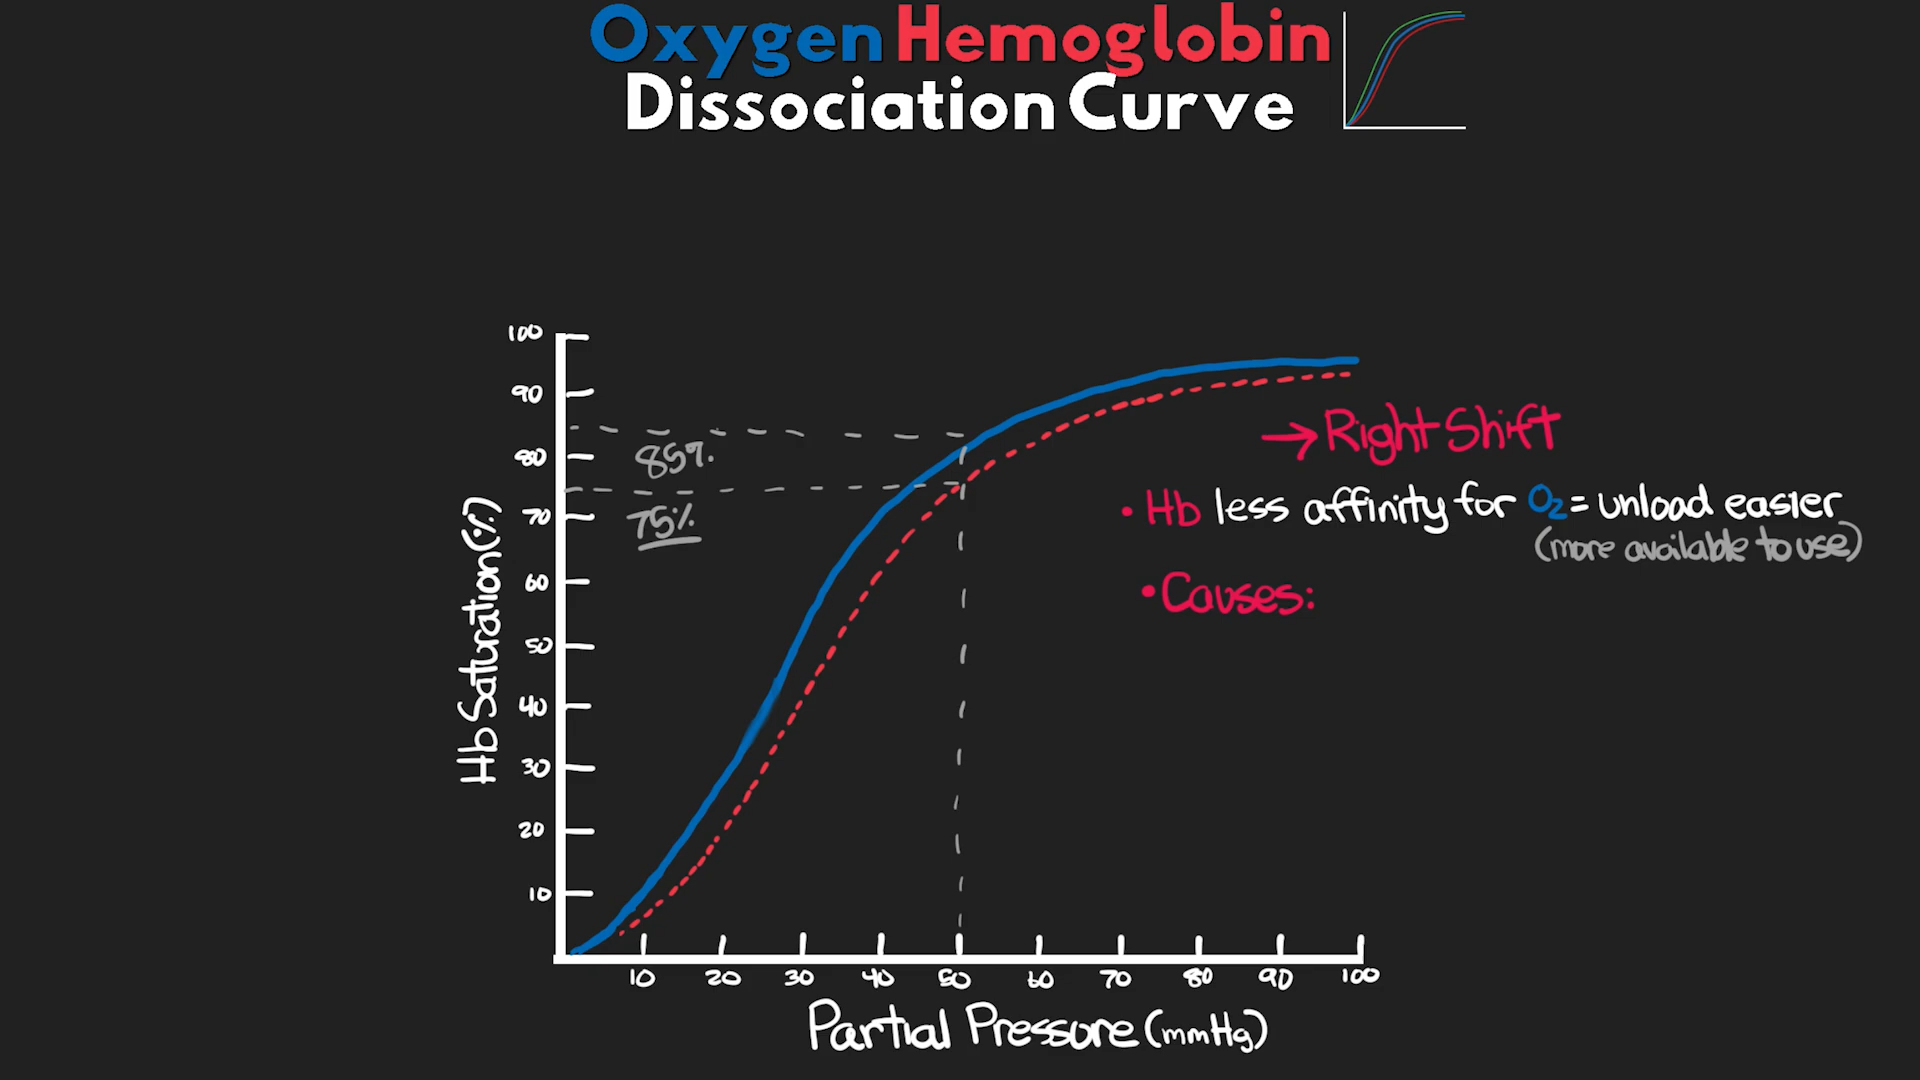 Oxygen Hemoglobin
Dissociation Curve
100
90
80
70
60
50
40
30
20
10
Hb Saturation (%)
85%
75%
→ Right Shift
• Hb less affinity for O₂ = unload easier
(more available to use)
• Causes:
10 20 30 40 50 60 70 80 90 100
Partial Pressure (mmHg)